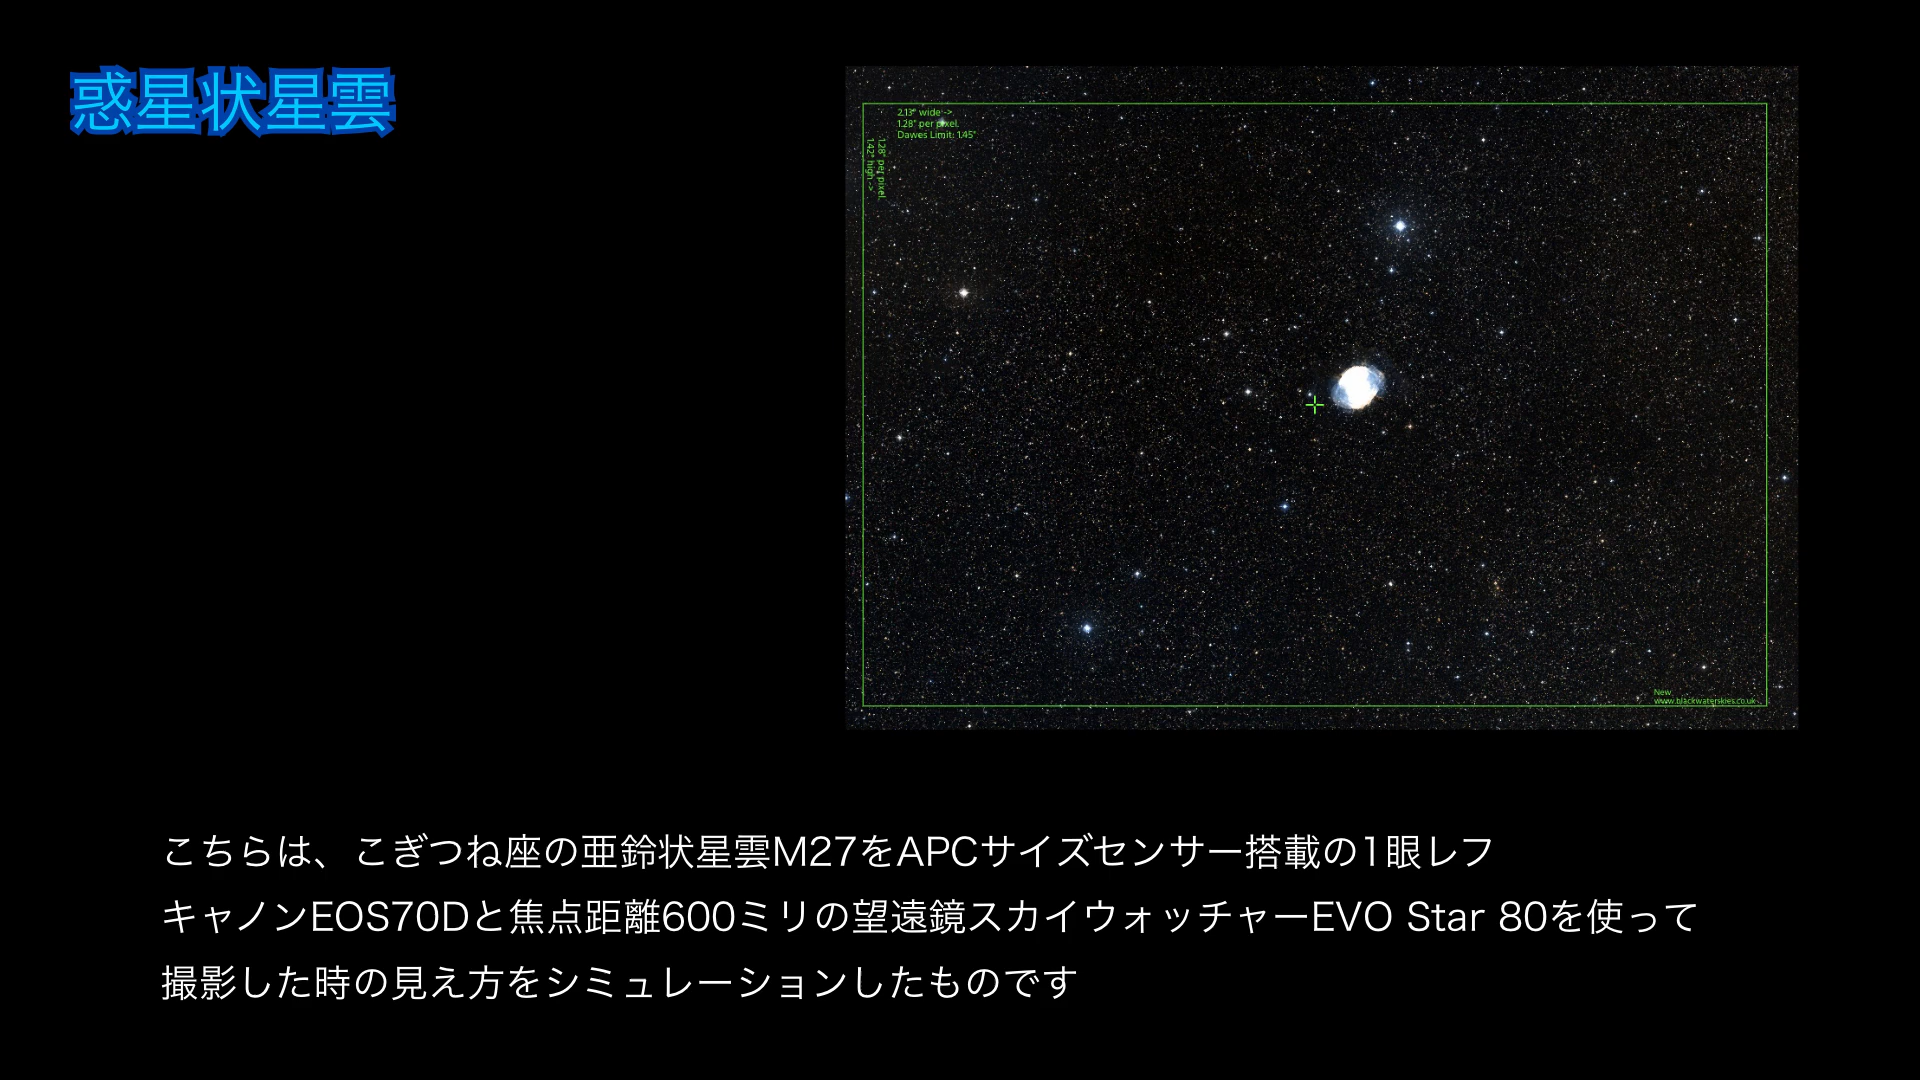 惑星状星雲
2.13° wide ->
1.28" per pixel.
Dawes Limit: 1.45"
1.28" per pixel.
1.42° high ->
New
www.blackwaterskies.co.uk
こちらは、こぎつね座の亜鈴状星雲M27をAPCサイズセンサー搭載の1眼レフ
キャノンEOS70Dと焦点距離600ミリの望遠鏡スカイウォッチャーEVO Star 80を使って
撮影した時の見え方をシミュレーションしたものです